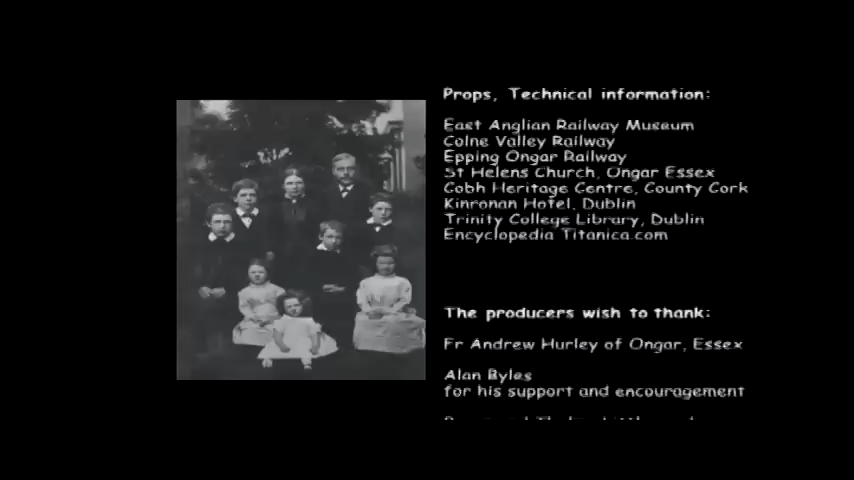 Props, Technical information:
East Anglian Railway Museum
Colne Valley Railway
Epping Ongar Railway
St Helens Church, Ongar Essex
Cobh Heritage Centre, County Cork
Kinronan Hotel, Dublin
Trinity College Library, Dublin
Encyclopedia Titanica.com
The producers wish to thank:
Fr Andrew Hurley of Ongar, Essex
Alan Byles
for his support and encouragement